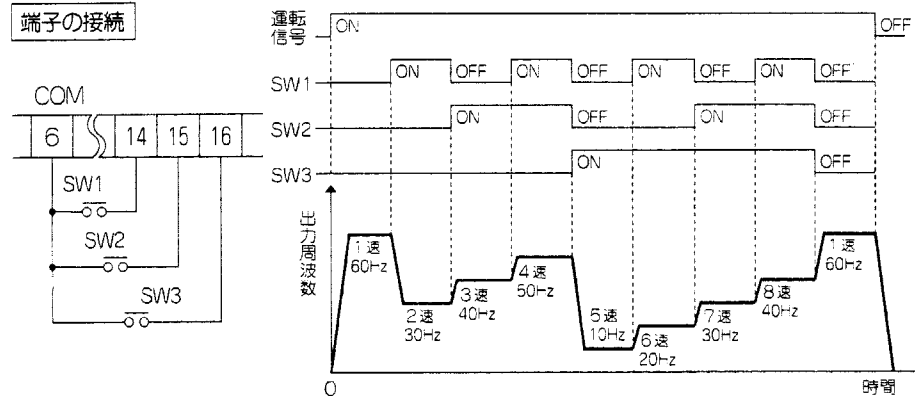 端子の接続
COM
6 14 15 16
SW1
SW2
SW3
運転信号 ON OFF
SW1 ON OFF ON OFF ON OFF ON OFF
SW2 ON OFF ON OFF
SW3 ON OFF
出力周波数
1速
60Hz
2速
30Hz
3速
40Hz
4速
50Hz
5速
10Hz
6速
20Hz
7速
30Hz
8速
40Hz
1速
60Hz
0
時間